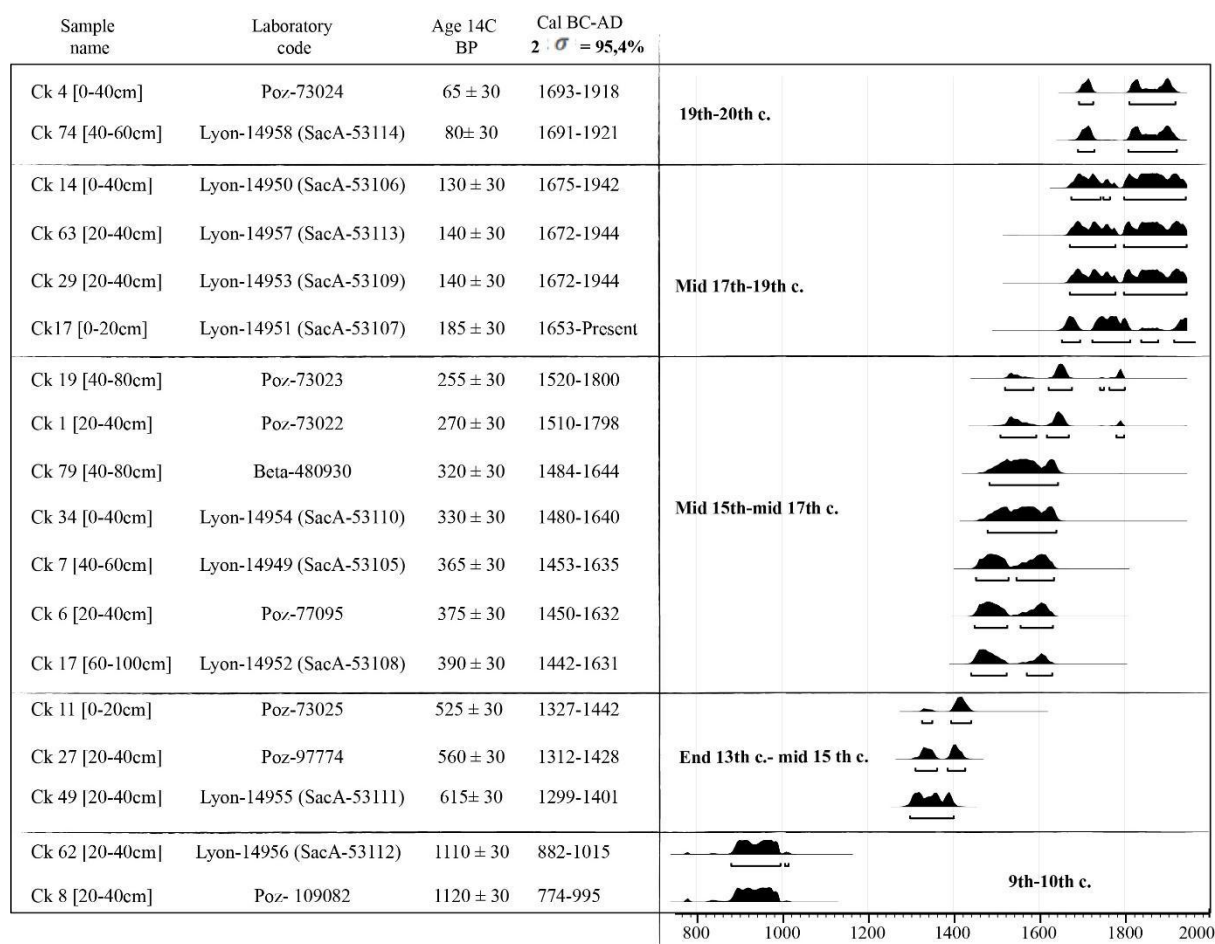 Sample name Laboratory code Age 14C BP Cal BC-AD 2 σ = 95,4%
Ck 4 [0-40cm] Poz-73024 65 ± 30 1693-1918
19th-20th c.
Ck 74 [40-60cm] Lyon-14958 (SacA-53114) 80± 30 1691-1921
Ck 14 [0-40cm] Lyon-14950 (SacA-53106) 130 ± 30 1675-1942
Ck 63 [20-40cm] Lyon-14957 (SacA-53113) 140 ± 30 1672-1944
Ck 29 [20-40cm] Lyon-14953 (SacA-53109) 140 ± 30 1672-1944
Mid 17th-19th c.
Ck17 [0-20cm] Lyon-14951 (SacA-53107) 185 ± 30 1653-Present
Ck 19 [40-80cm] Poz-73023 255 ± 30 1520-1800
Ck 1 [20-40cm] Poz-73022 270 ± 30 1510-1798
Ck 79 [40-80cm] Beta-480930 320 ± 30 1484-1644
Mid 15th-mid 17th c.
Ck 34 [0-40cm] Lyon-14954 (SacA-53110) 330 ± 30 1480-1640
Ck 7 [40-60cm] Lyon-14949 (SacA-53105) 365 ± 30 1453-1635
Ck 6 [20-40cm] Poz-77095 375 ± 30 1450-1632
Ck 17 [60-100cm] Lyon-14952 (SacA-53108) 390 ± 30 1442-1631
Ck 11 [0-20cm] Poz-73025 525 ± 30 1327-1442
Ck 27 [20-40cm] Poz-97774 560 ± 30 1312-1428 End 13th c.- mid 15 th c.
Ck 49 [20-40cm] Lyon-14955 (SacA-53111) 615± 30 1299-1401
Ck 62 [20-40cm] Lyon-14956 (SacA-53112) 1110 ± 30 882-1015
9th-10th c.
Ck 8 [20-40cm] Poz- 109082 1120 ± 30 774-995
800 1000 1200 1400 1600 1800 2000